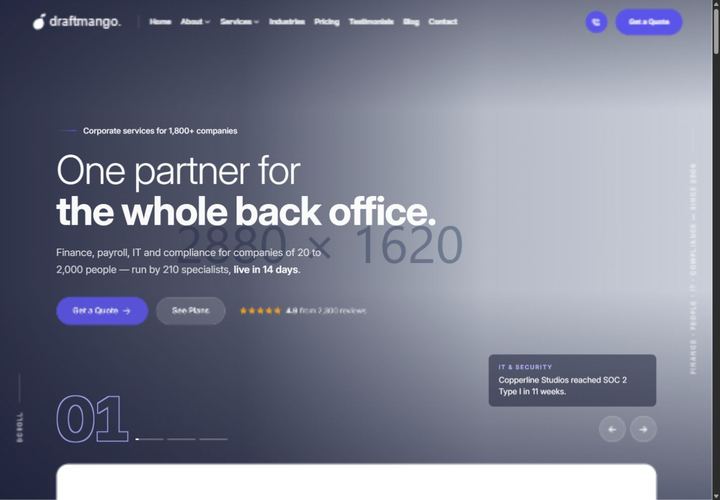 draftmango.
Home About Services Industries Pricing Testimonials Blog Contact
Get a Quote
Corporate services for 1,800+ companies
One partner for
the whole back office.
2880 × 1620
Finance, payroll, IT and compliance for companies of 20 to
2,000 people — run by 210 specialists, live in 14 days.
Get a Quote →
See Plans
★★★★★ 4.9 from 2,300 reviews
IT & SECURITY
Copperline Studios reached SOC 2
Type I in 11 weeks.
← →
01
SCROLL
FINANCE · PEOPLE · IT · COMPLIANCE — SINCE 2004